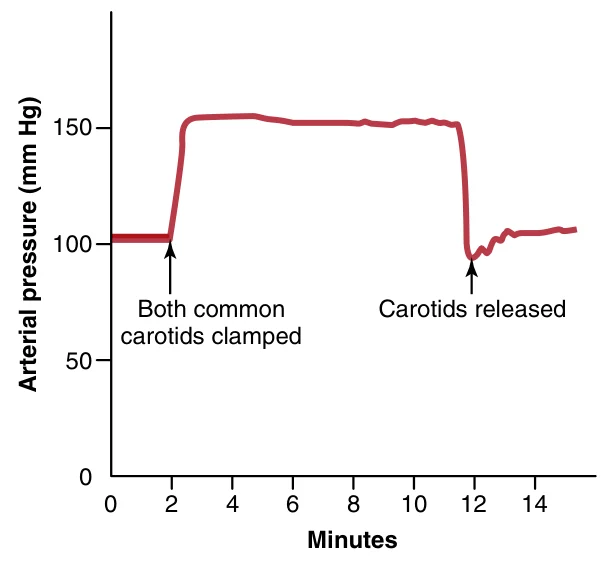 Arterial pressure (mm Hg)
150
100
50
0
Both common
carotids clamped
Carotids released
0 2 4 6 8 10 12 14
Minutes